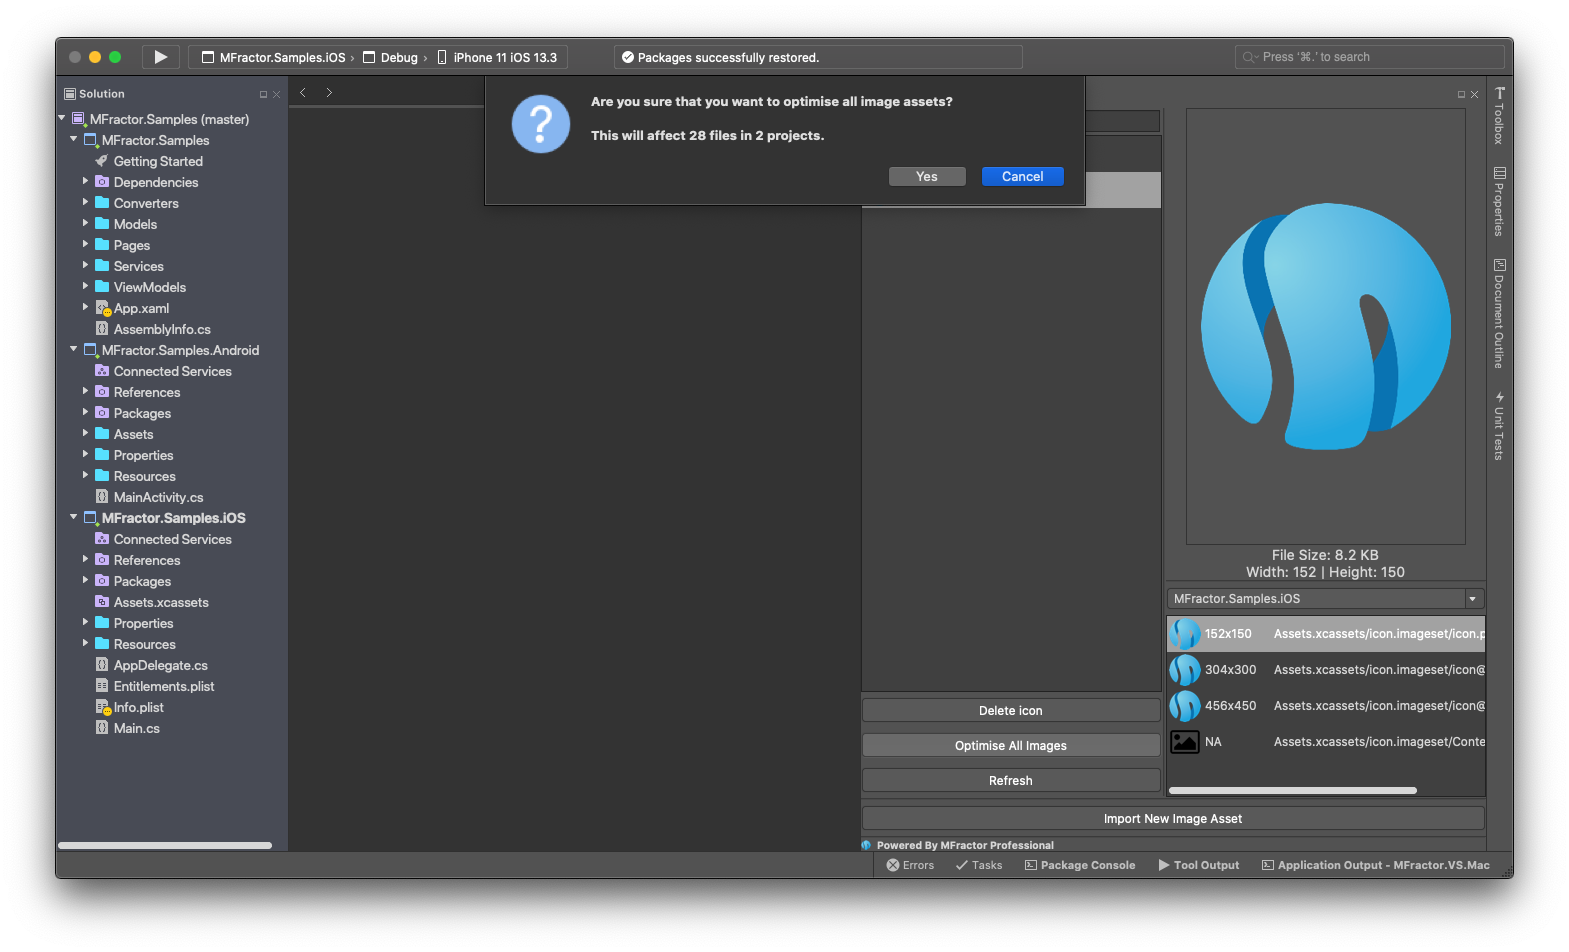 MFractor.Samples.iOS › Debug › iPhone 11 iOS 13.3
Packages successfully restored.
Press ‘⌘.’ to search
Solution
MFractor.Samples (master)
MFractor.Samples
Getting Started
Dependencies
Converters
Models
Pages
Services
ViewModels
App.xaml
AssemblyInfo.cs
MFractor.Samples.Android
Connected Services
References
Packages
Assets
Properties
Resources
MainActivity.cs
MFractor.Samples.iOS
Connected Services
References
Packages
Assets.xcassets
Properties
Resources
AppDelegate.cs
Entitlements.plist
Info.plist
Main.cs
Are you sure that you want to optimise all image assets?
This will affect 28 files in 2 projects.
Yes
Cancel
Delete icon
Optimise All Images
Refresh
Import New Image Asset
Powered By MFractor Professional
File Size: 8.2 KB
Width: 152 | Height: 150
MFractor.Samples.iOS
152x150 Assets.xcassets/icon.imageset/icon.p
304x300 Assets.xcassets/icon.imageset/icon@
456x450 Assets.xcassets/icon.imageset/icon@
NA Assets.xcassets/icon.imageset/Conte
Toolbox
Properties
Document Outline
Unit Tests
Errors
Tasks
Package Console
Tool Output
Application Output - MFractor.VS.Mac